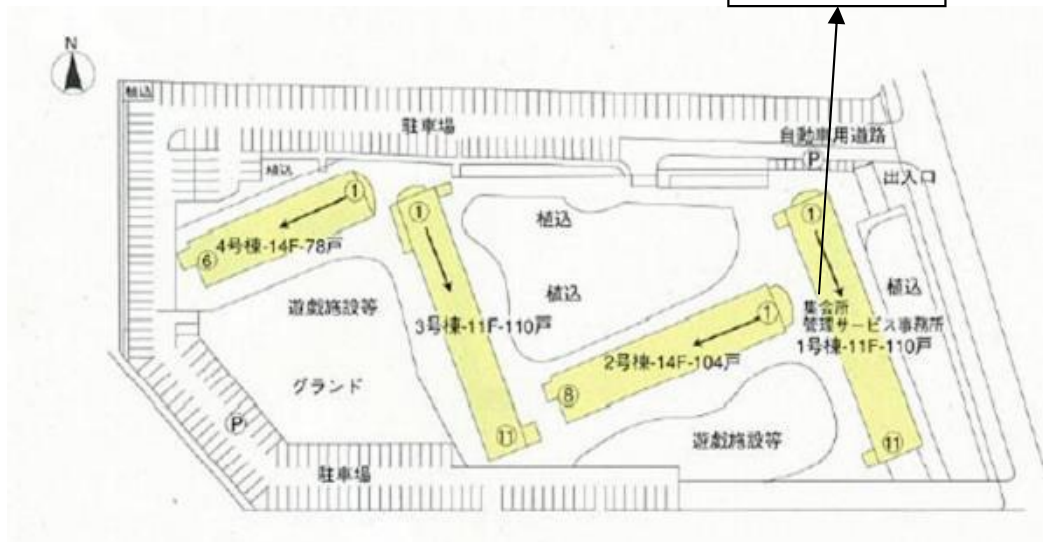 N
植込
駐車場
自動車用道路
P
出入口
植込
①
4号棟-14F-78戸
⑥
①
植込
植込
①
植込
遊戯施設等
3号棟-11F-110戸
①
集会所
管理サービス事務所
1号棟-11F-110戸
2号棟-14F-104戸
グランド
⑧
P
⑪
遊戯施設等
⑪
駐車場